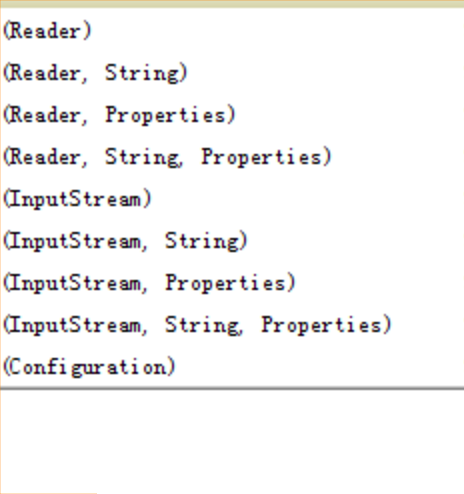 (Reader)
(Reader, String)
(Reader, Properties)
(Reader, String, Properties)
(InputStream)
(InputStream, String)
(InputStream, Properties)
(InputStream, String, Properties)
(Configuration)